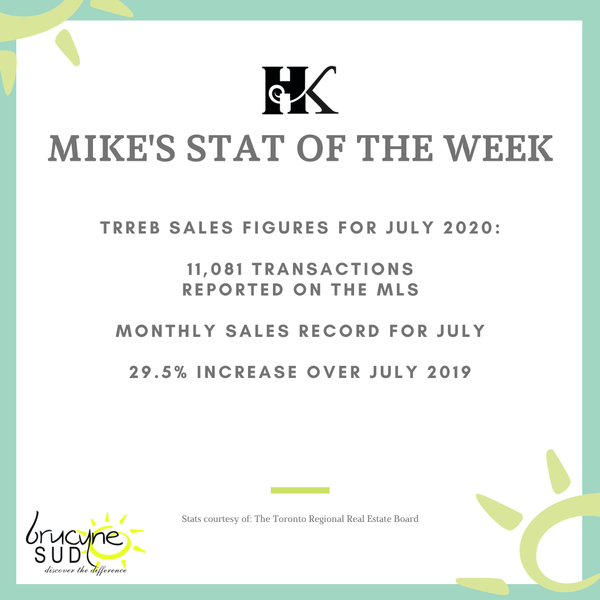 HK
MIKE'S STAT OF THE WEEK
TRREB SALES FIGURES FOR JULY 2020:
11,081 TRANSACTIONS
REPORTED ON THE MLS
MONTHLY SALES RECORD FOR JULY
29.5% INCREASE OVER JULY 2019
Stats courtesy of: The Toronto Regional Real Estate Board
brucyne
SUD
discover the difference